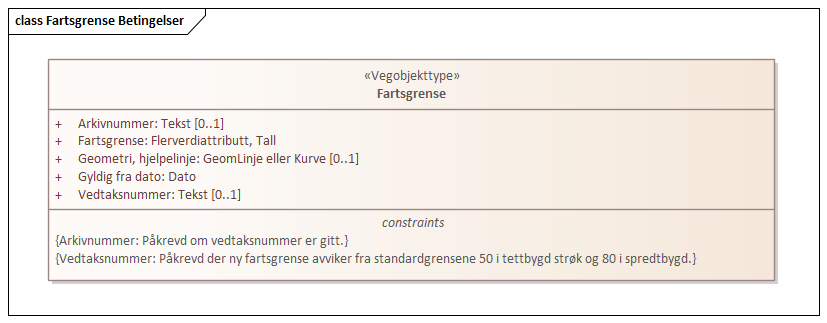 class Fartsgrense Betingelser
«Vegobjekttype»
Fartsgrense
+ Arkivnummer: Tekst [0..1]
+ Fartsgrense: Flerverdiattributt, Tall
+ Geometri, hjelpelinje: GeomLinje eller Kurve [0..1]
+ Gyldig fra dato: Dato
+ Vedtaksnummer: Tekst [0..1]
constraints
{Arkivnummer: Påkrevd om vedtaksnummer er gitt.}
{Vedtaksnummer: Påkrevd der ny fartsgrense avviker fra standardgrensene 50 i tettbygd strøk og 80 i spredtbygd.}